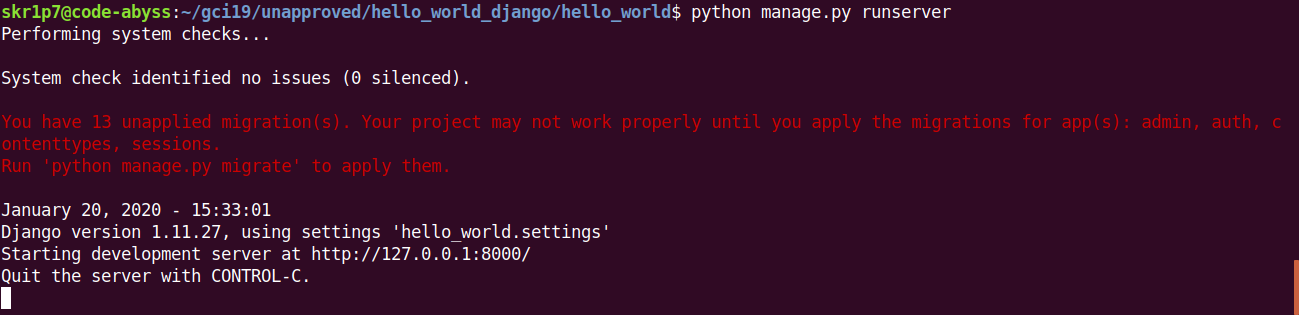 skr1p7@code-abyss:~/gci19/unapproved/hello_world_django/hello_world$ python manage.py runserver
Performing system checks...
System check identified no issues (0 silenced).
You have 13 unapplied migration(s). Your project may not work properly until you apply the migrations for app(s): admin, auth, c
ontenttypes, sessions.
Run 'python manage.py migrate' to apply them.
January 20, 2020 - 15:33:01
Django version 1.11.27, using settings 'hello_world.settings'
Starting development server at http://127.0.0.1:8000/
Quit the server with CONTROL-C.